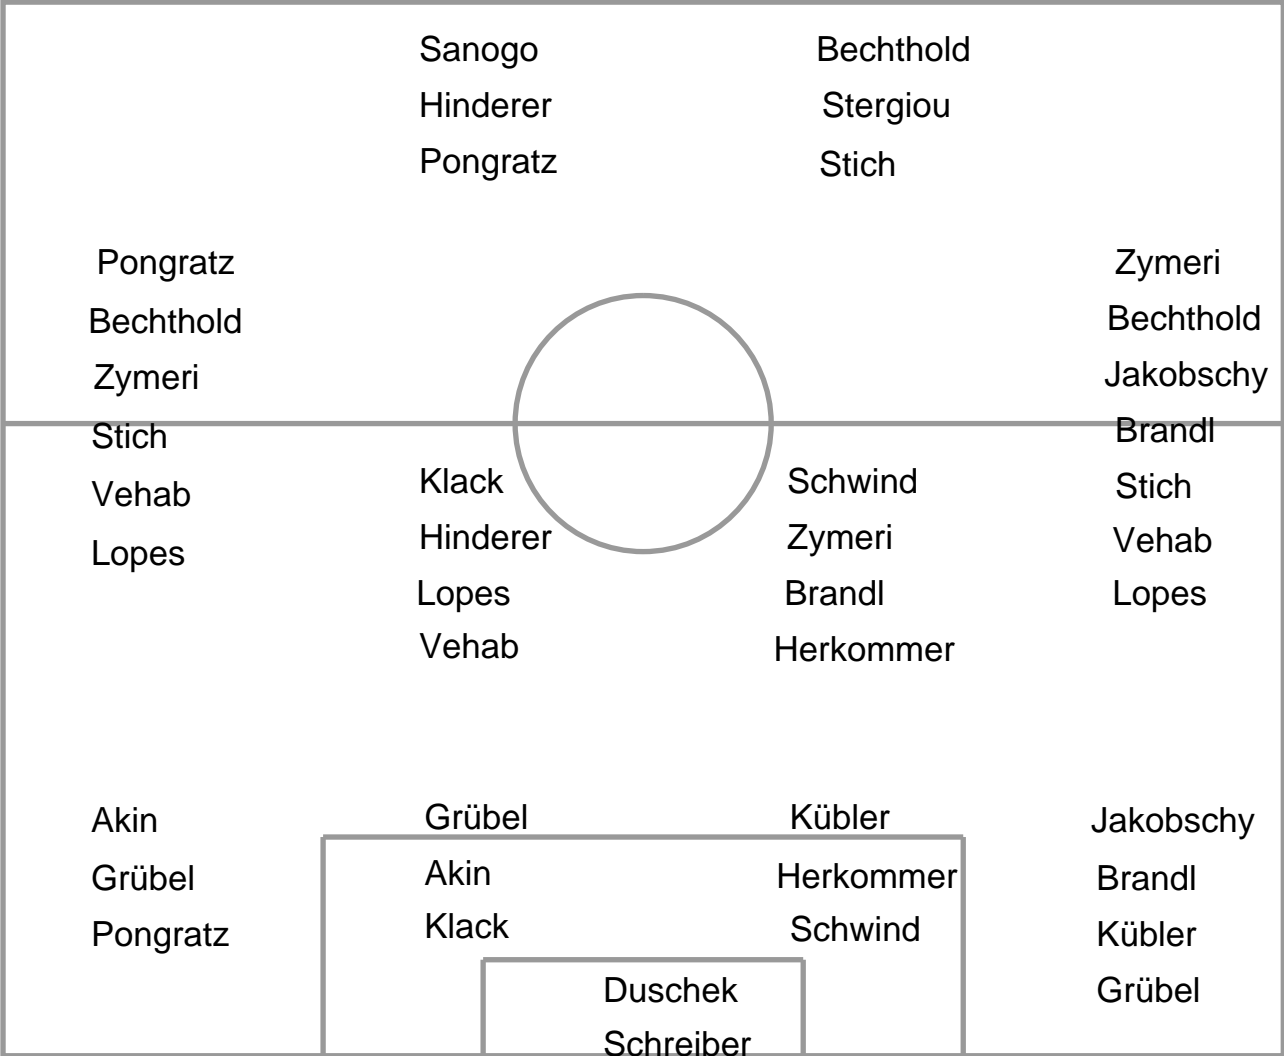 Sanogo
Hinderer
Pongratz
Bechthold
Stergiou
Stich
Pongratz
Bechthold
Zymeri
Stich
Vehab
Lopes
Klack
Hinderer
Lopes
Vehab
Schwind
Zymeri
Brandl
Herkommer
Zymeri
Bechthold
Jakobschy
Brandl
Stich
Vehab
Lopes
Akin
Grübel
Pongratz
Grübel
Akin
Klack
Kübler
Herkommer
Schwind
Jakobschy
Brandl
Kübler
Grübel
Duschek
Schreiber